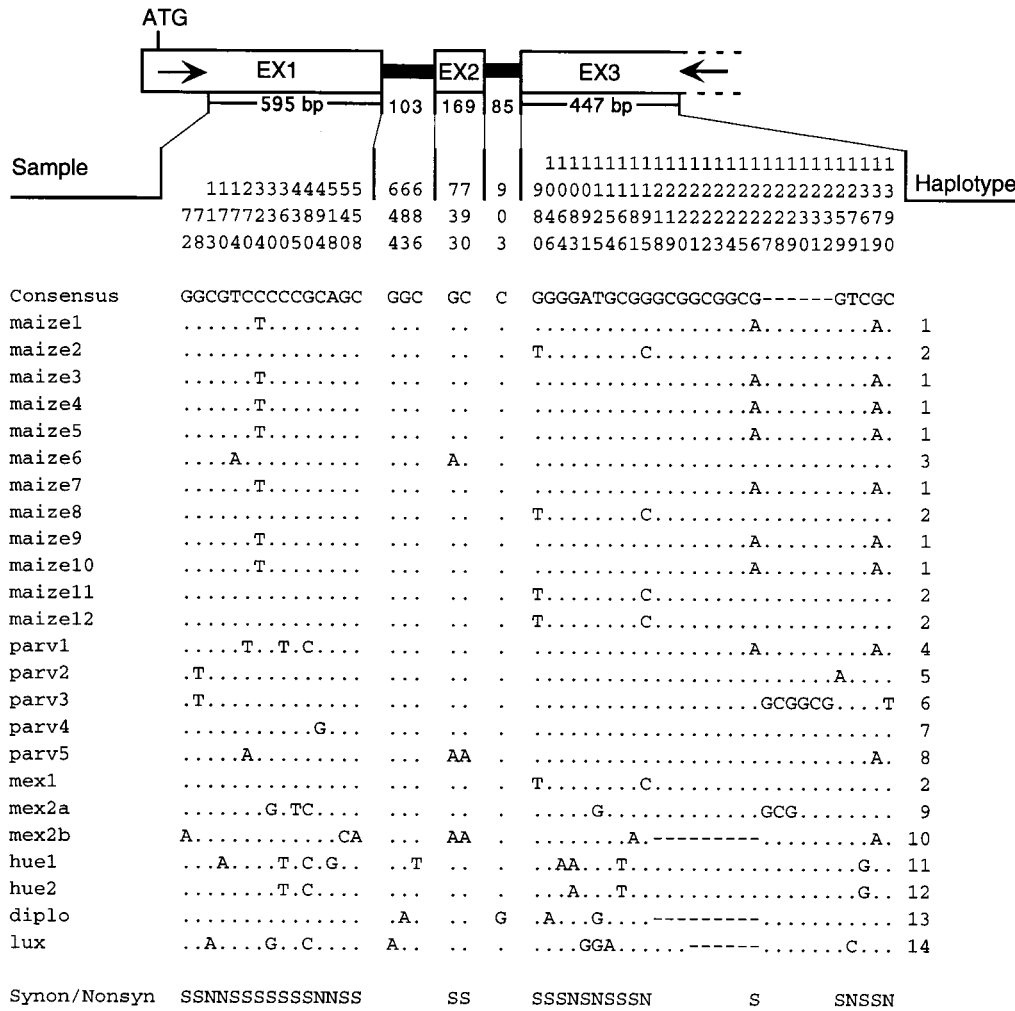 ATG
EX1 EX2 EX3
595 bp 103 169 85 447 bp
Sample
Haplotype
11111111111111111111111111111
1112333444555 666 77 9 900001111122222222222222222333
771777236389145 488 39 0 846892568911222222222233357679
283040400504808 436 30 3 064315461589012345678901299190
Consensus GGCGTCCCCCGCAGC GGC GC C GGGGATGCGGGCGGCGGCG------GTCGC
maize1 ......T........ ... .. . ..................A.........A. 1
maize2 ............... ... .. . T........C.................... 2
maize3 ......T........ ... .. . ..................A.........A. 1
maize4 ......T........ ... .. . ..................A.........A. 1
maize5 ......T........ ... .. . ..................A.........A. 1
maize6 ....A.......... ... A. . .............................. 3
maize7 ......T........ ... .. . ..................A.........A. 1
maize8 ............... ... .. . T........C.................... 2
maize9 ......T........ ... .. . ..................A.........A. 1
maize10 ......T........ ... .. . ..................A.........A. 1
maize11 ............... ... .. . T........C.................... 2
maize12 ............... ... .. . T........C.................... 2
parv1 .....T..T.C.... ... .. . ..................A.........A. 4
parv2 .T............. ... .. . .........................A.... 5
parv3 .T............. ... .. . ...................GCGGCG....T 6
parv4 ...........G... ... .. . .............................. 7
parv5 .....A......... ... AA . ............................A. 8
mex1 ............... ... .. . T........C.................... 2
mex2a .......G.TC.... ... .. . .....G.............GCG........ 9
mex2b A............CA ... AA . ........A.---------.........A. 10
hue1 ...A....T.C.G.. ..T .. . ..AA...T...................G.. 11
hue2 ........T.C.... ... .. . ...A...T...................G.. 12
diplo ............... .A. .. G .A...G....---------........... 13
lux ..A....G..C.... A.. .. . ....GGA......------.......C... 14
Synon/Nonsyn SSNNSSSSSSSNNSS SS SSSNSNSSSN S SNSSN